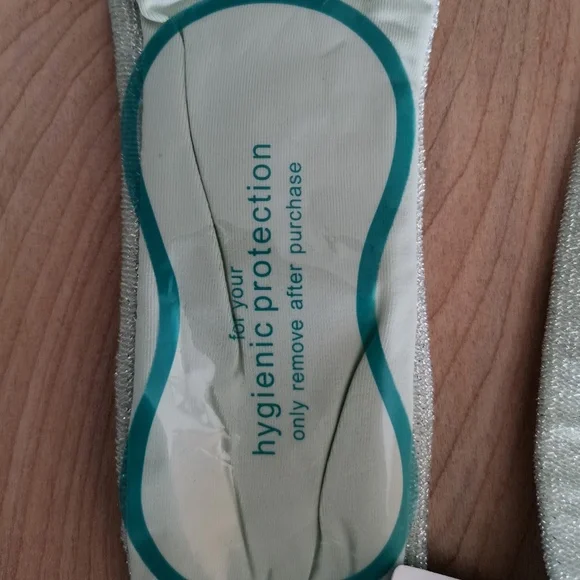 for your
hygienic protection
only remove after purchase